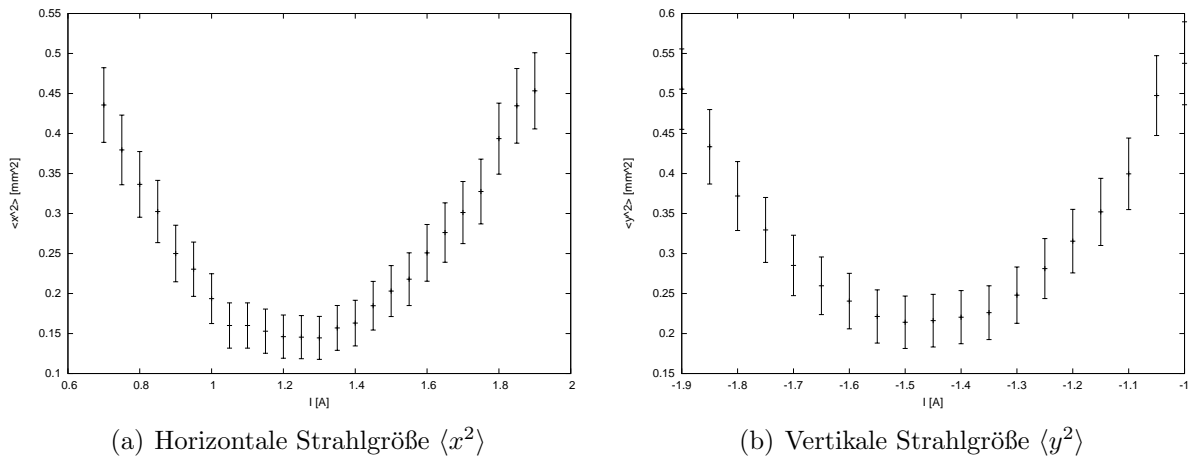 0.55
0.5
0.45
0.4
0.35
0.3
0.25
0.2
0.15
0.1
<x^2> [mm^2]
0.6 0.8 1 1.2 1.4 1.6 1.8 2
I [A]
(a) Horizontale Strahlgröße ⟨x²⟩
0.6
0.55
0.5
0.45
0.4
0.35
0.3
0.25
0.2
0.15
<y^2> [mm^2]
-1.9 -1.8 -1.7 -1.6 -1.5 -1.4 -1.3 -1.2 -1.1 -1
I [A]
(b) Vertikale Strahlgröße ⟨y²⟩